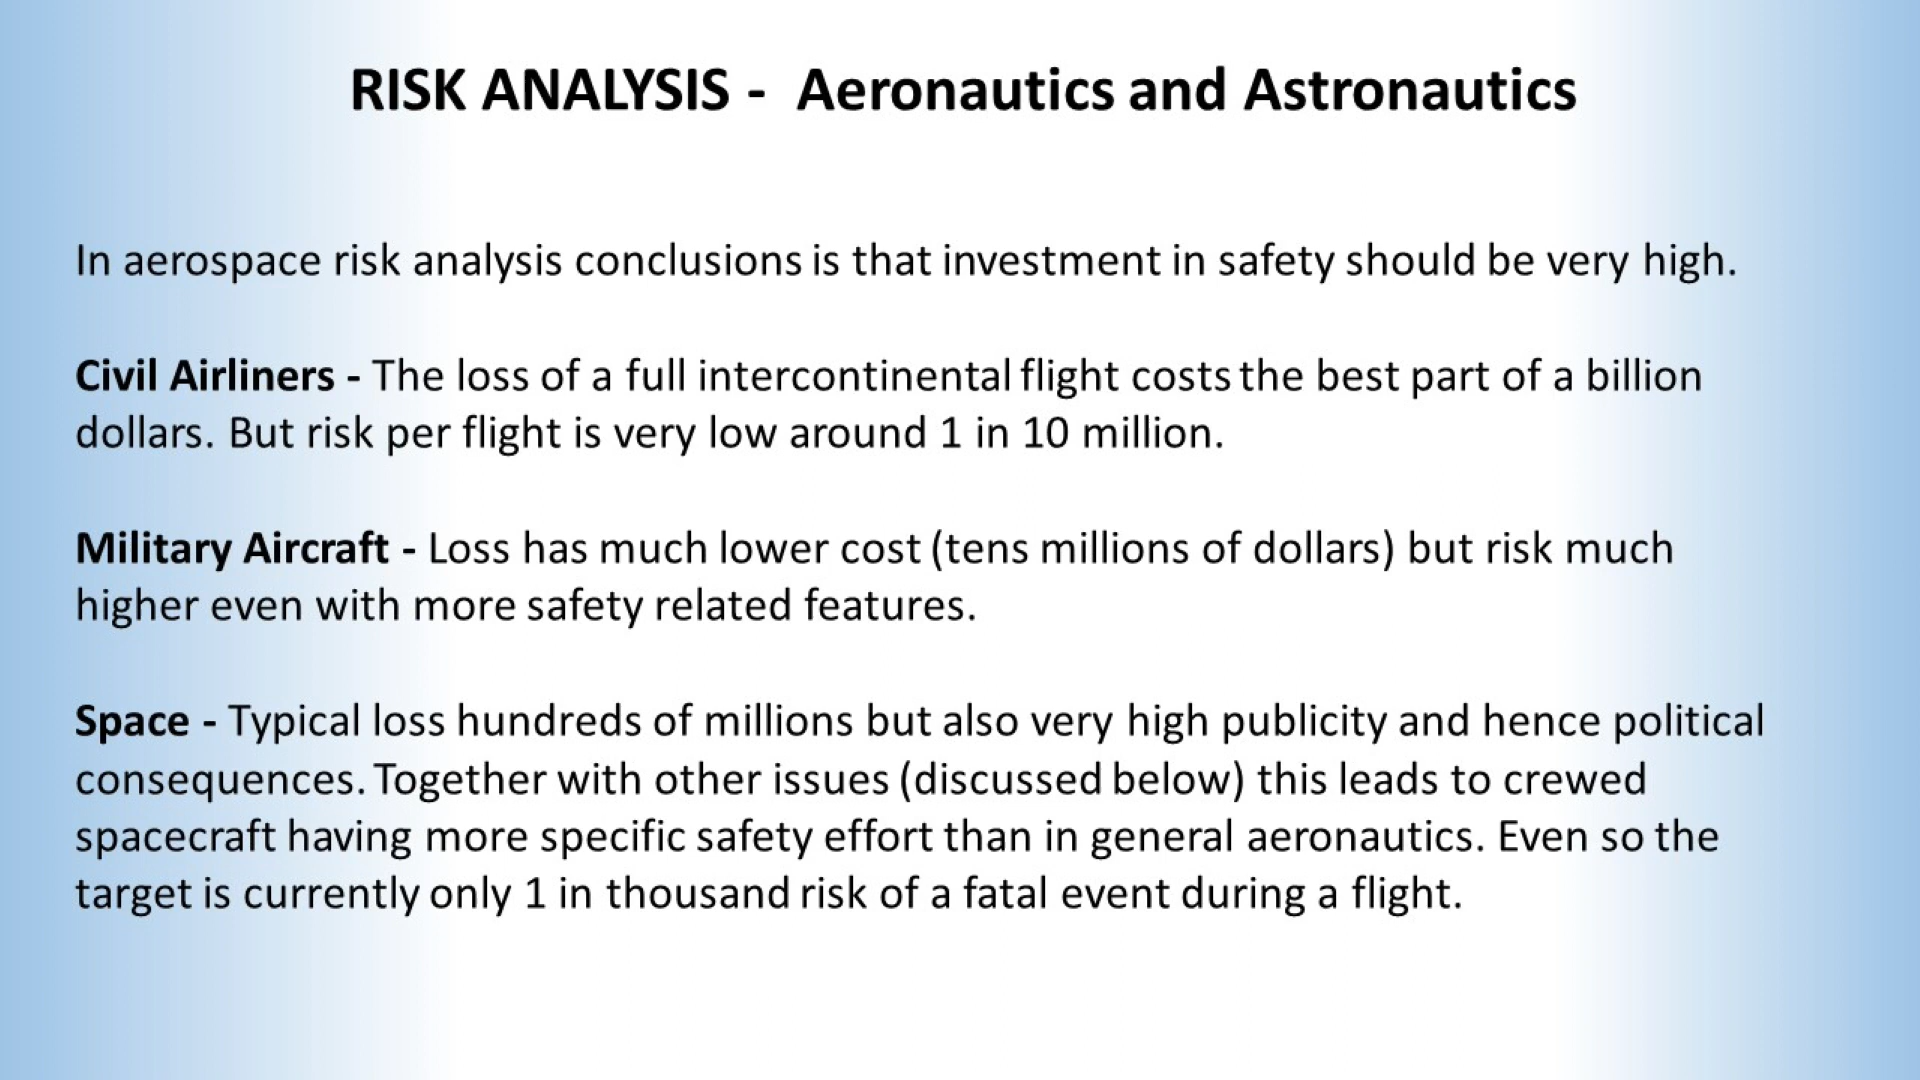 RISK ANALYSIS - Aeronautics and Astronautics
In aerospace risk analysis conclusions is that investment in safety should be very high.
Civil Airliners - The loss of a full intercontinental flight costs the best part of a billion
dollars. But risk per flight is very low around 1 in 10 million.
Military Aircraft - Loss has much lower cost (tens millions of dollars) but risk much
higher even with more safety related features.
Space - Typical loss hundreds of millions but also very high publicity and hence political
consequences. Together with other issues (discussed below) this leads to crewed
spacecraft having more specific safety effort than in general aeronautics. Even so the
target is currently only 1 in thousand risk of a fatal event during a flight.